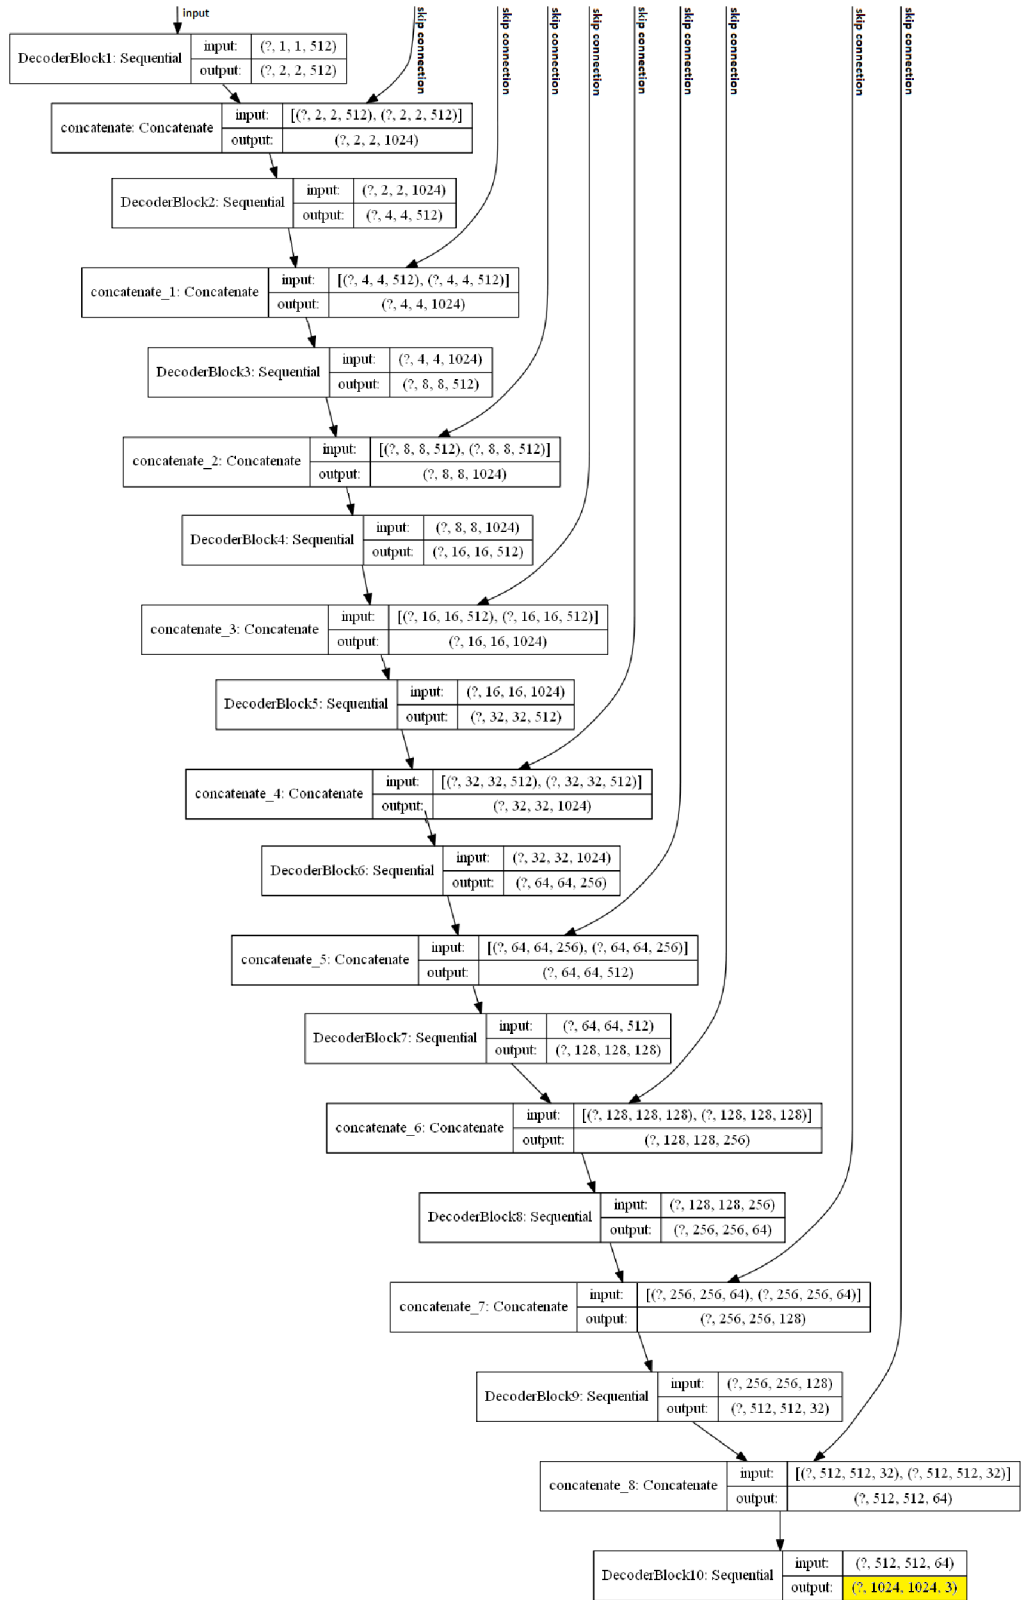 input
skip connection
skip connection
skip connection
skip connection
skip connection
skip connection
skip connection
skip connection
skip connection
DecoderBlock1: Sequential
input: (?, 1, 1, 512)
output: (?, 2, 2, 512)
concatenate: Concatenate
input: [(?, 2, 2, 512), (?, 2, 2, 512)]
output: (?, 2, 2, 1024)
DecoderBlock2: Sequential
input: (?, 2, 2, 1024)
output: (?, 4, 4, 512)
concatenate_1: Concatenate
input: [(?, 4, 4, 512), (?, 4, 4, 512)]
output: (?, 4, 4, 1024)
DecoderBlock3: Sequential
input: (?, 4, 4, 1024)
output: (?, 8, 8, 512)
concatenate_2: Concatenate
input: [(?, 8, 8, 512), (?, 8, 8, 512)]
output: (?, 8, 8, 1024)
DecoderBlock4: Sequential
input: (?, 8, 8, 1024)
output: (?, 16, 16, 512)
concatenate_3: Concatenate
input: [(?, 16, 16, 512), (?, 16, 16, 512)]
output: (?, 16, 16, 1024)
DecoderBlock5: Sequential
input: (?, 16, 16, 1024)
output: (?, 32, 32, 512)
concatenate_4: Concatenate
input: [(?, 32, 32, 512), (?, 32, 32, 512)]
output: (?, 32, 32, 1024)
DecoderBlock6: Sequential
input: (?, 32, 32, 1024)
output: (?, 64, 64, 256)
concatenate_5: Concatenate
input: [(?, 64, 64, 256), (?, 64, 64, 256)]
output: (?, 64, 64, 512)
DecoderBlock7: Sequential
input: (?, 64, 64, 512)
output: (?, 128, 128, 128)
concatenate_6: Concatenate
input: [(?, 128, 128, 128), (?, 128, 128, 128)]
output: (?, 128, 128, 256)
DecoderBlock8: Sequential
input: (?, 128, 128, 256)
output: (?, 256, 256, 64)
concatenate_7: Concatenate
input: [(?, 256, 256, 64), (?, 256, 256, 64)]
output: (?, 256, 256, 128)
DecoderBlock9: Sequential
input: (?, 256, 256, 128)
output: (?, 512, 512, 32)
concatenate_8: Concatenate
input: [(?, 512, 512, 32), (?, 512, 512, 32)]
output: (?, 512, 512, 64)
DecoderBlock10: Sequential
input: (?, 512, 512, 64)
output: (?, 1024, 1024, 3)